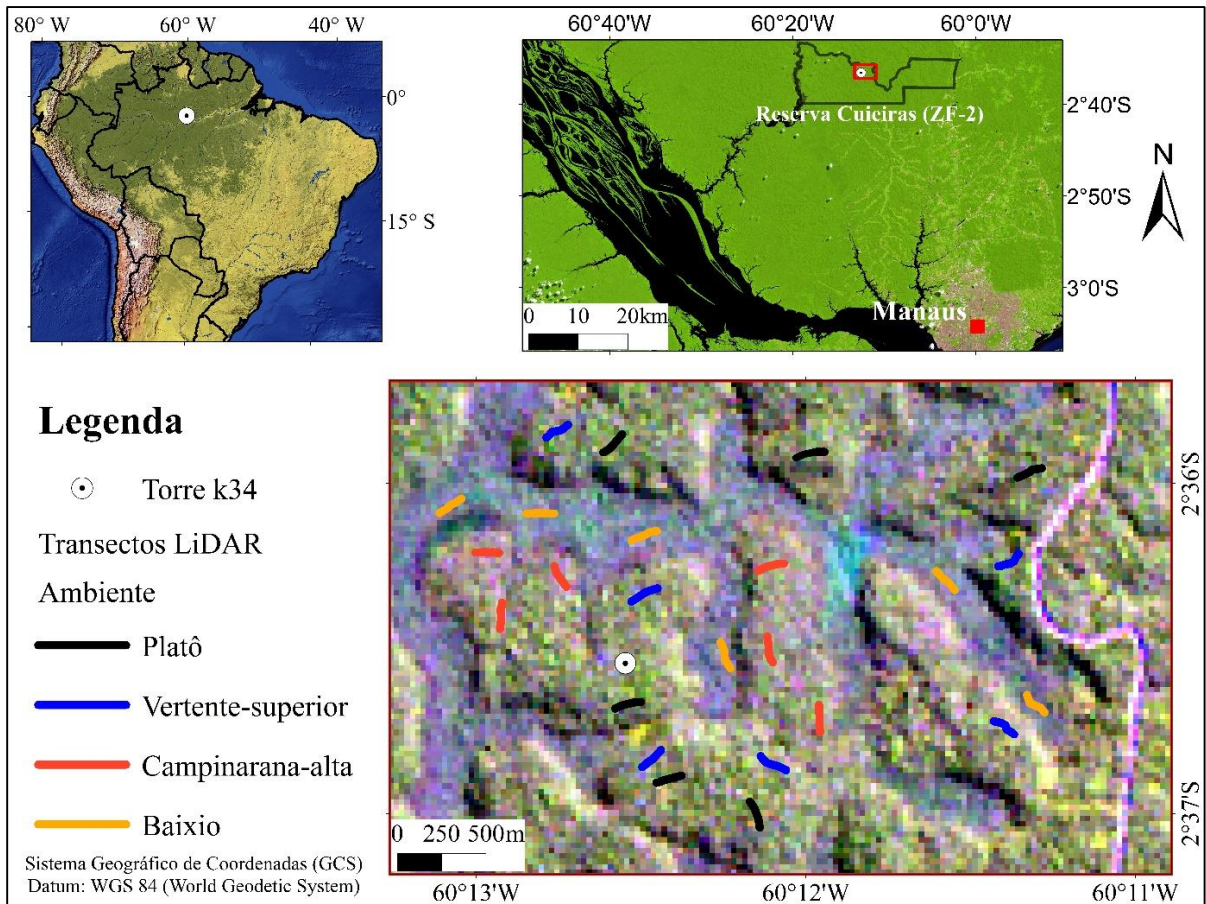 80° W 60° W 40° W
0°
15° S
60°40'W 60°20'W 60°0'W
Reserva Cuieiras (ZF-2)
2°40'S
2°50'S
3°0'S
Manaus
0 10 20km
N
Legenda
Torre k34
Transectos LiDAR
Ambiente
Platô
Vertente-superior
Campinarana-alta
Baixio
Sistema Geográfico de Coordenadas (GCS)
Datum: WGS 84 (World Geodetic System)
2°36'S
2°37'S
0 250 500m
60°13'W 60°12'W 60°11'W